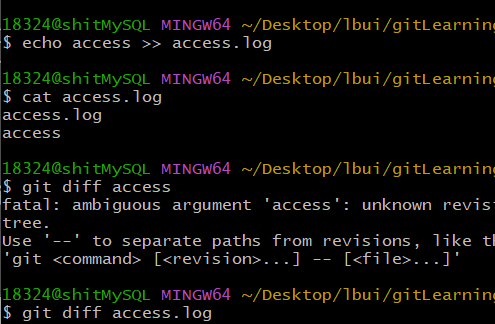 18324@shitMySQL MINGW64 ~/Desktop/lbui/gitLearning
$ echo access >> access.log
18324@shitMySQL MINGW64 ~/Desktop/lbui/gitLearning
$ cat access.log
access.log
access
18324@shitMySQL MINGW64 ~/Desktop/lbui/gitLearning
$ git diff access
fatal: ambiguous argument 'access': unknown revis
tree.
Use '--' to separate paths from revisions, like th
'git <command> [<revision>...] -- [<file>...]'
18324@shitMySQL MINGW64 ~/Desktop/lbui/gitLearning
$ git diff access.log